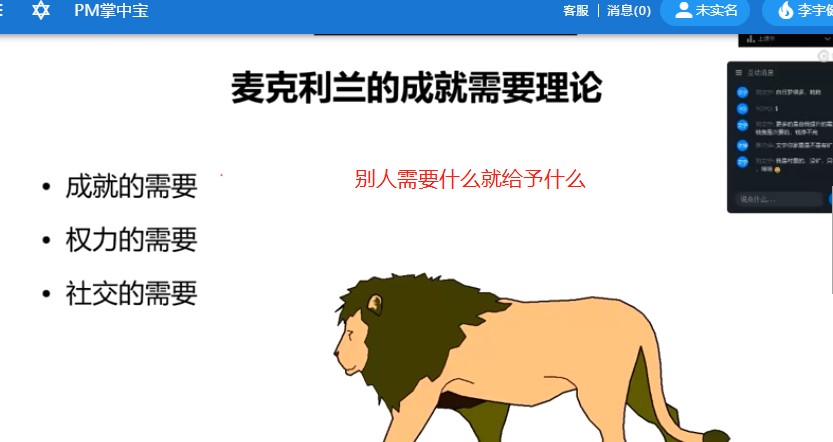 PM掌中宝
客服
消息(0)
未实名
麦克利兰的成就需要理论
互动消息
别人需要什么就给予什么
成就的需要
权力的需要
社交的需要
说点什么...